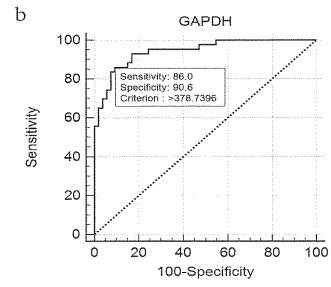 b
GAPDH
100
80
60
40
20
0
Sensitivity
Sensitivity: 86.0
Specificity: 90.6
Criterion : >378.7396
0 20 40 60 80 100
100-Specificity